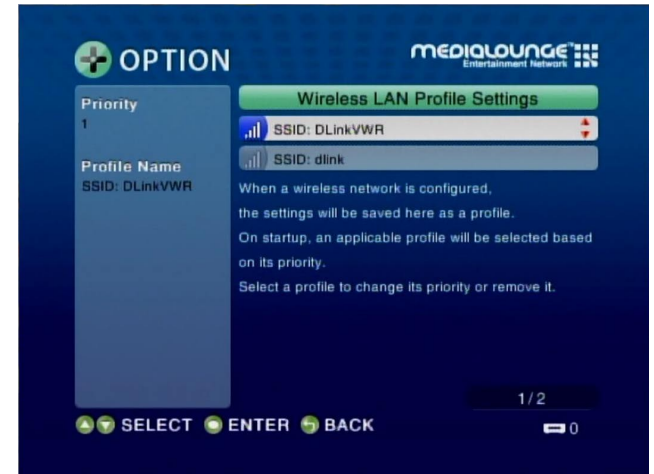 OPTION
MEDIALOUNGE
Entertainment Network
Priority
1
Profile Name
SSID: DLinkVWR
Wireless LAN Profile Settings
SSID: DLinkVWR
SSID: dlink
When a wireless network is configured,
the settings will be saved here as a profile.
On startup, an applicable profile will be selected based
on its priority.
Select a profile to change its priority or remove it.
1/2
SELECT ENTER BACK
0